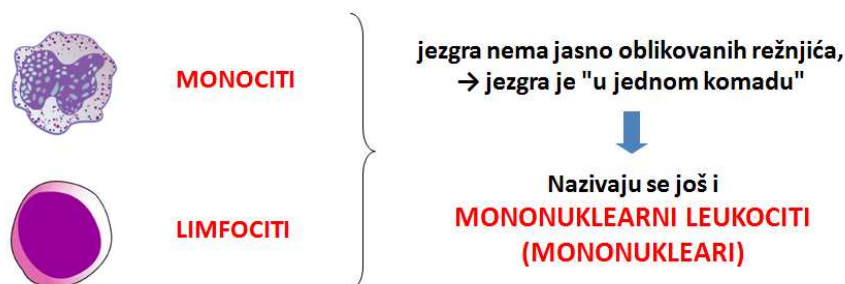 MONOCITI
LIMFOCITI
jezgra nema jasno oblikovanih režnjića,
→ jezgra je "u jednom komadu"
Nazivaju se još i
MONONUKLEARNI LEUKOCITI
(MONONUKLEARI)